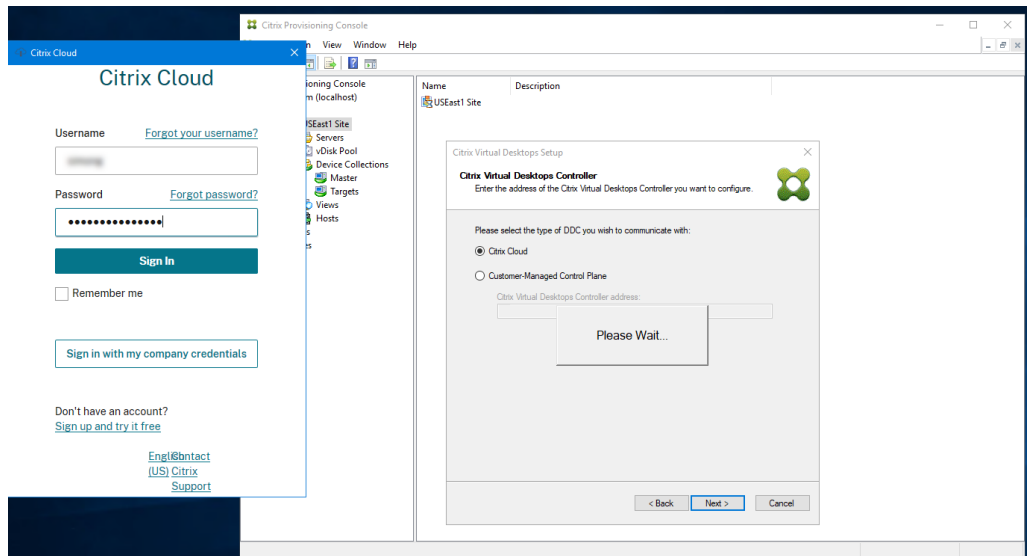 Citrix Provisioning Console
View Window Help
Citrix Cloud
Citrix Cloud
Username Forgot your username?
Password Forgot password?
Sign In
Remember me
Sign in with my company credentials
Don't have an account?
Sign up and try it free
English
(US)
Contact
Citrix
Support
(localhost)
USEast1 Site
Servers
vDisk Pool
Device Collections
Master
Targets
Views
Hosts
Name Description
USEast1 Site
Citrix Virtual Desktops Setup
Citrix Virtual Desktops Controller
Enter the address of the Citrix Virtual Desktops Controller you want to configure.
Please select the type of DDC you wish to communicate with:
Citrix Cloud
Customer-Managed Control Plane
Citrix Virtual Desktops Controller address:
Please Wait...
< Back Next > Cancel